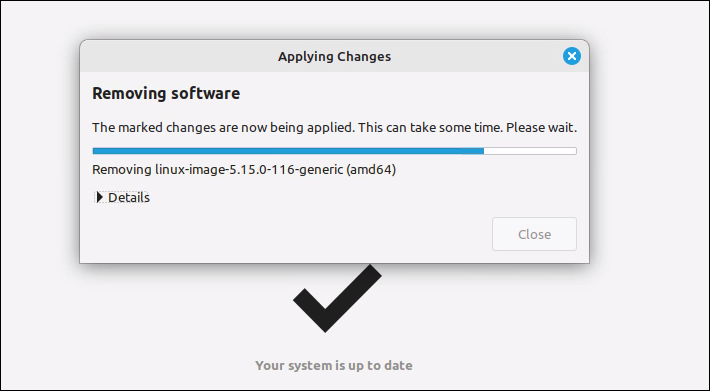 Applying Changes
Removing software
The marked changes are now being applied. This can take some time. Please wait.
Removing linux-image-5.15.0-116-generic (amd64)
Details
Close
Your system is up to date